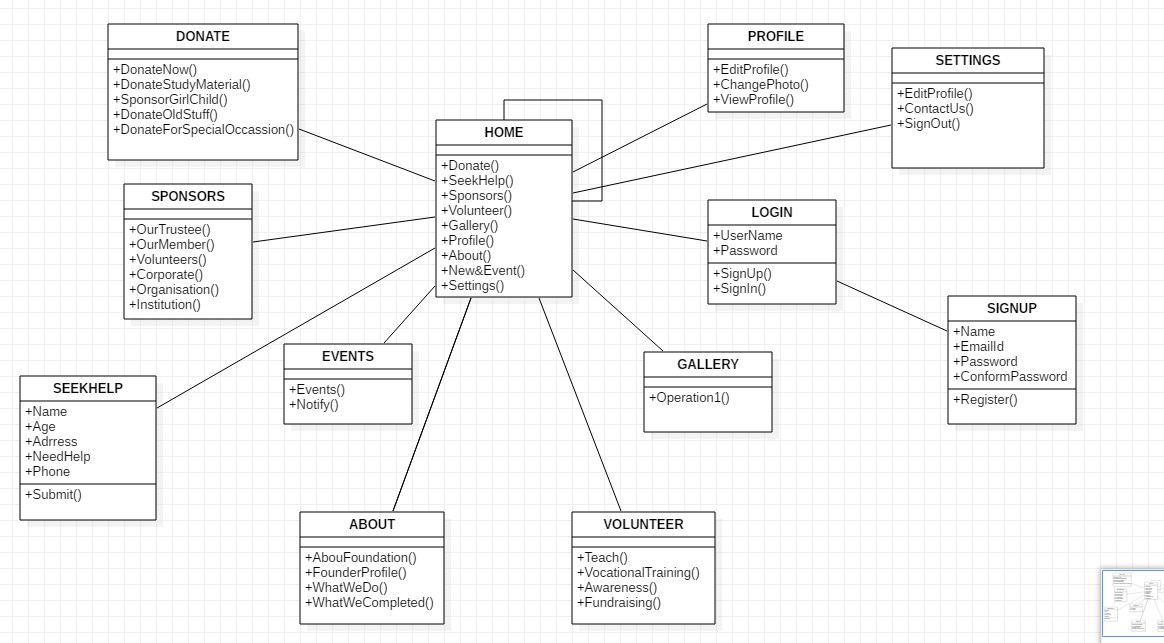 DONATE
+DonateNow()
+DonateStudyMaterial()
+SponsorGirlChild()
+DonateOldStuff()
+DonateForSpecialOccassion()
PROFILE
+EditProfile()
+ChangePhoto()
+ViewProfile()
SETTINGS
+EditProfile()
+ContactUs()
+SignOut()
HOME
+Donate()
+SeekHelp()
+Sponsors()
+Volunteer()
+Gallery()
+Profile()
+About()
+New&Event()
+Settings()
SPONSORS
+OurTrustee()
+OurMember()
+Volunteers()
+Corporate()
+Organisation()
+Institution()
LOGIN
+UserName
+Password
+SignUp()
+SignIn()
SIGNUP
+Name
+EmailId
+Password
+ConformPassword
+Register()
EVENTS
+Events()
+Notify()
GALLERY
+Operation1()
SEEKHELP
+Name
+Age
+Adrress
+NeedHelp
+Phone
+Submit()
ABOUT
+AbouFoundation()
+FounderProfile()
+WhatWeDo()
+WhatWeCompleted()
VOLUNTEER
+Teach()
+VocationalTraining()
+Awareness()
+Fundraising()